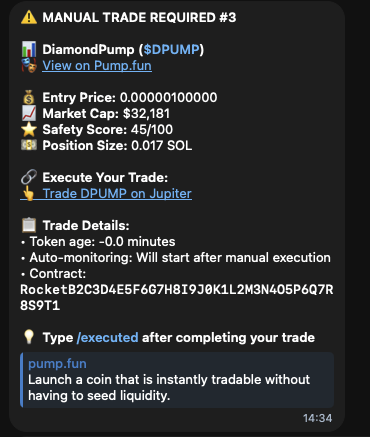 ⚠️ MANUAL TRADE REQUIRED #3
📊 DiamondPump ($DPUMP)
🎭 View on Pump.fun
💰 Entry Price: 0.00000100000
📈 Market Cap: $32,181
⭐ Safety Score: 45/100
💵 Position Size: 0.017 SOL
🔗 Execute Your Trade:
👆 Trade DPUMP on Jupiter
📋 Trade Details:
• Token age: -0.0 minutes
• Auto-monitoring: Will start after manual execution
• Contract:
RocketB2C3D4E5F6G7H8I9J0K1L2M3N4O5P6Q7R
8S9T1
💡 Type /executed after completing your trade
pump.fun
Launch a coin that is instantly tradable without
having to seed liquidity.
14:34